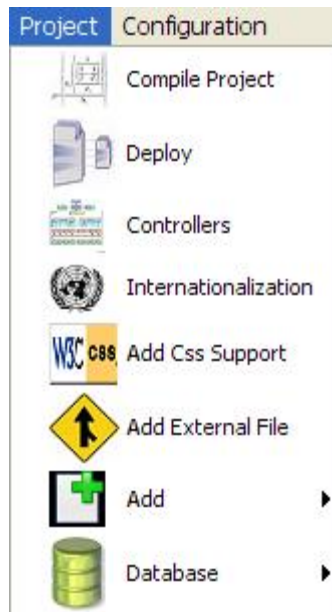 Project Configuration
Compile Project
Deploy
Controllers
Internationalization
W3C css Add Css Support
Add External File
Add
Database